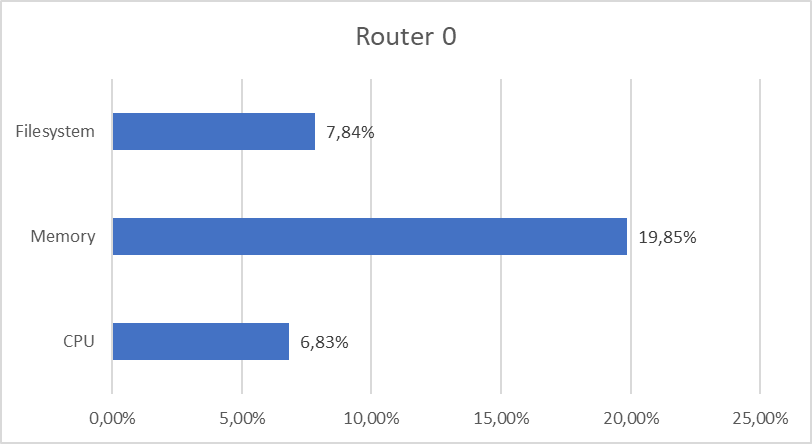 Router 0
Filesystem
7,84%
Memory
19,85%
CPU
6,83%
0,00% 5,00% 10,00% 15,00% 20,00% 25,00%